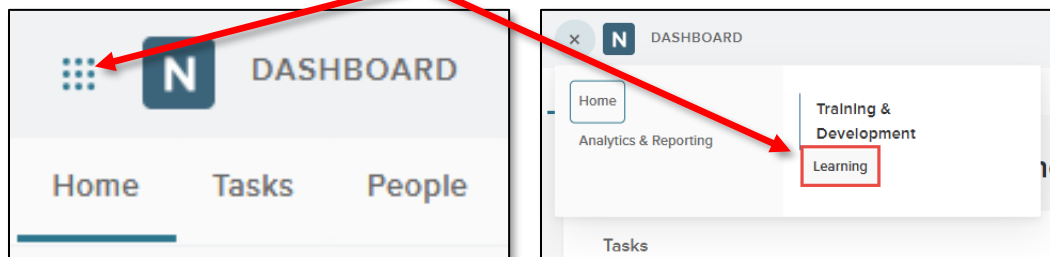 N DASHBOARD
Home Tasks People
× N DASHBOARD
Home
Analytics & Reporting
Training &
Development
Learning
Tasks